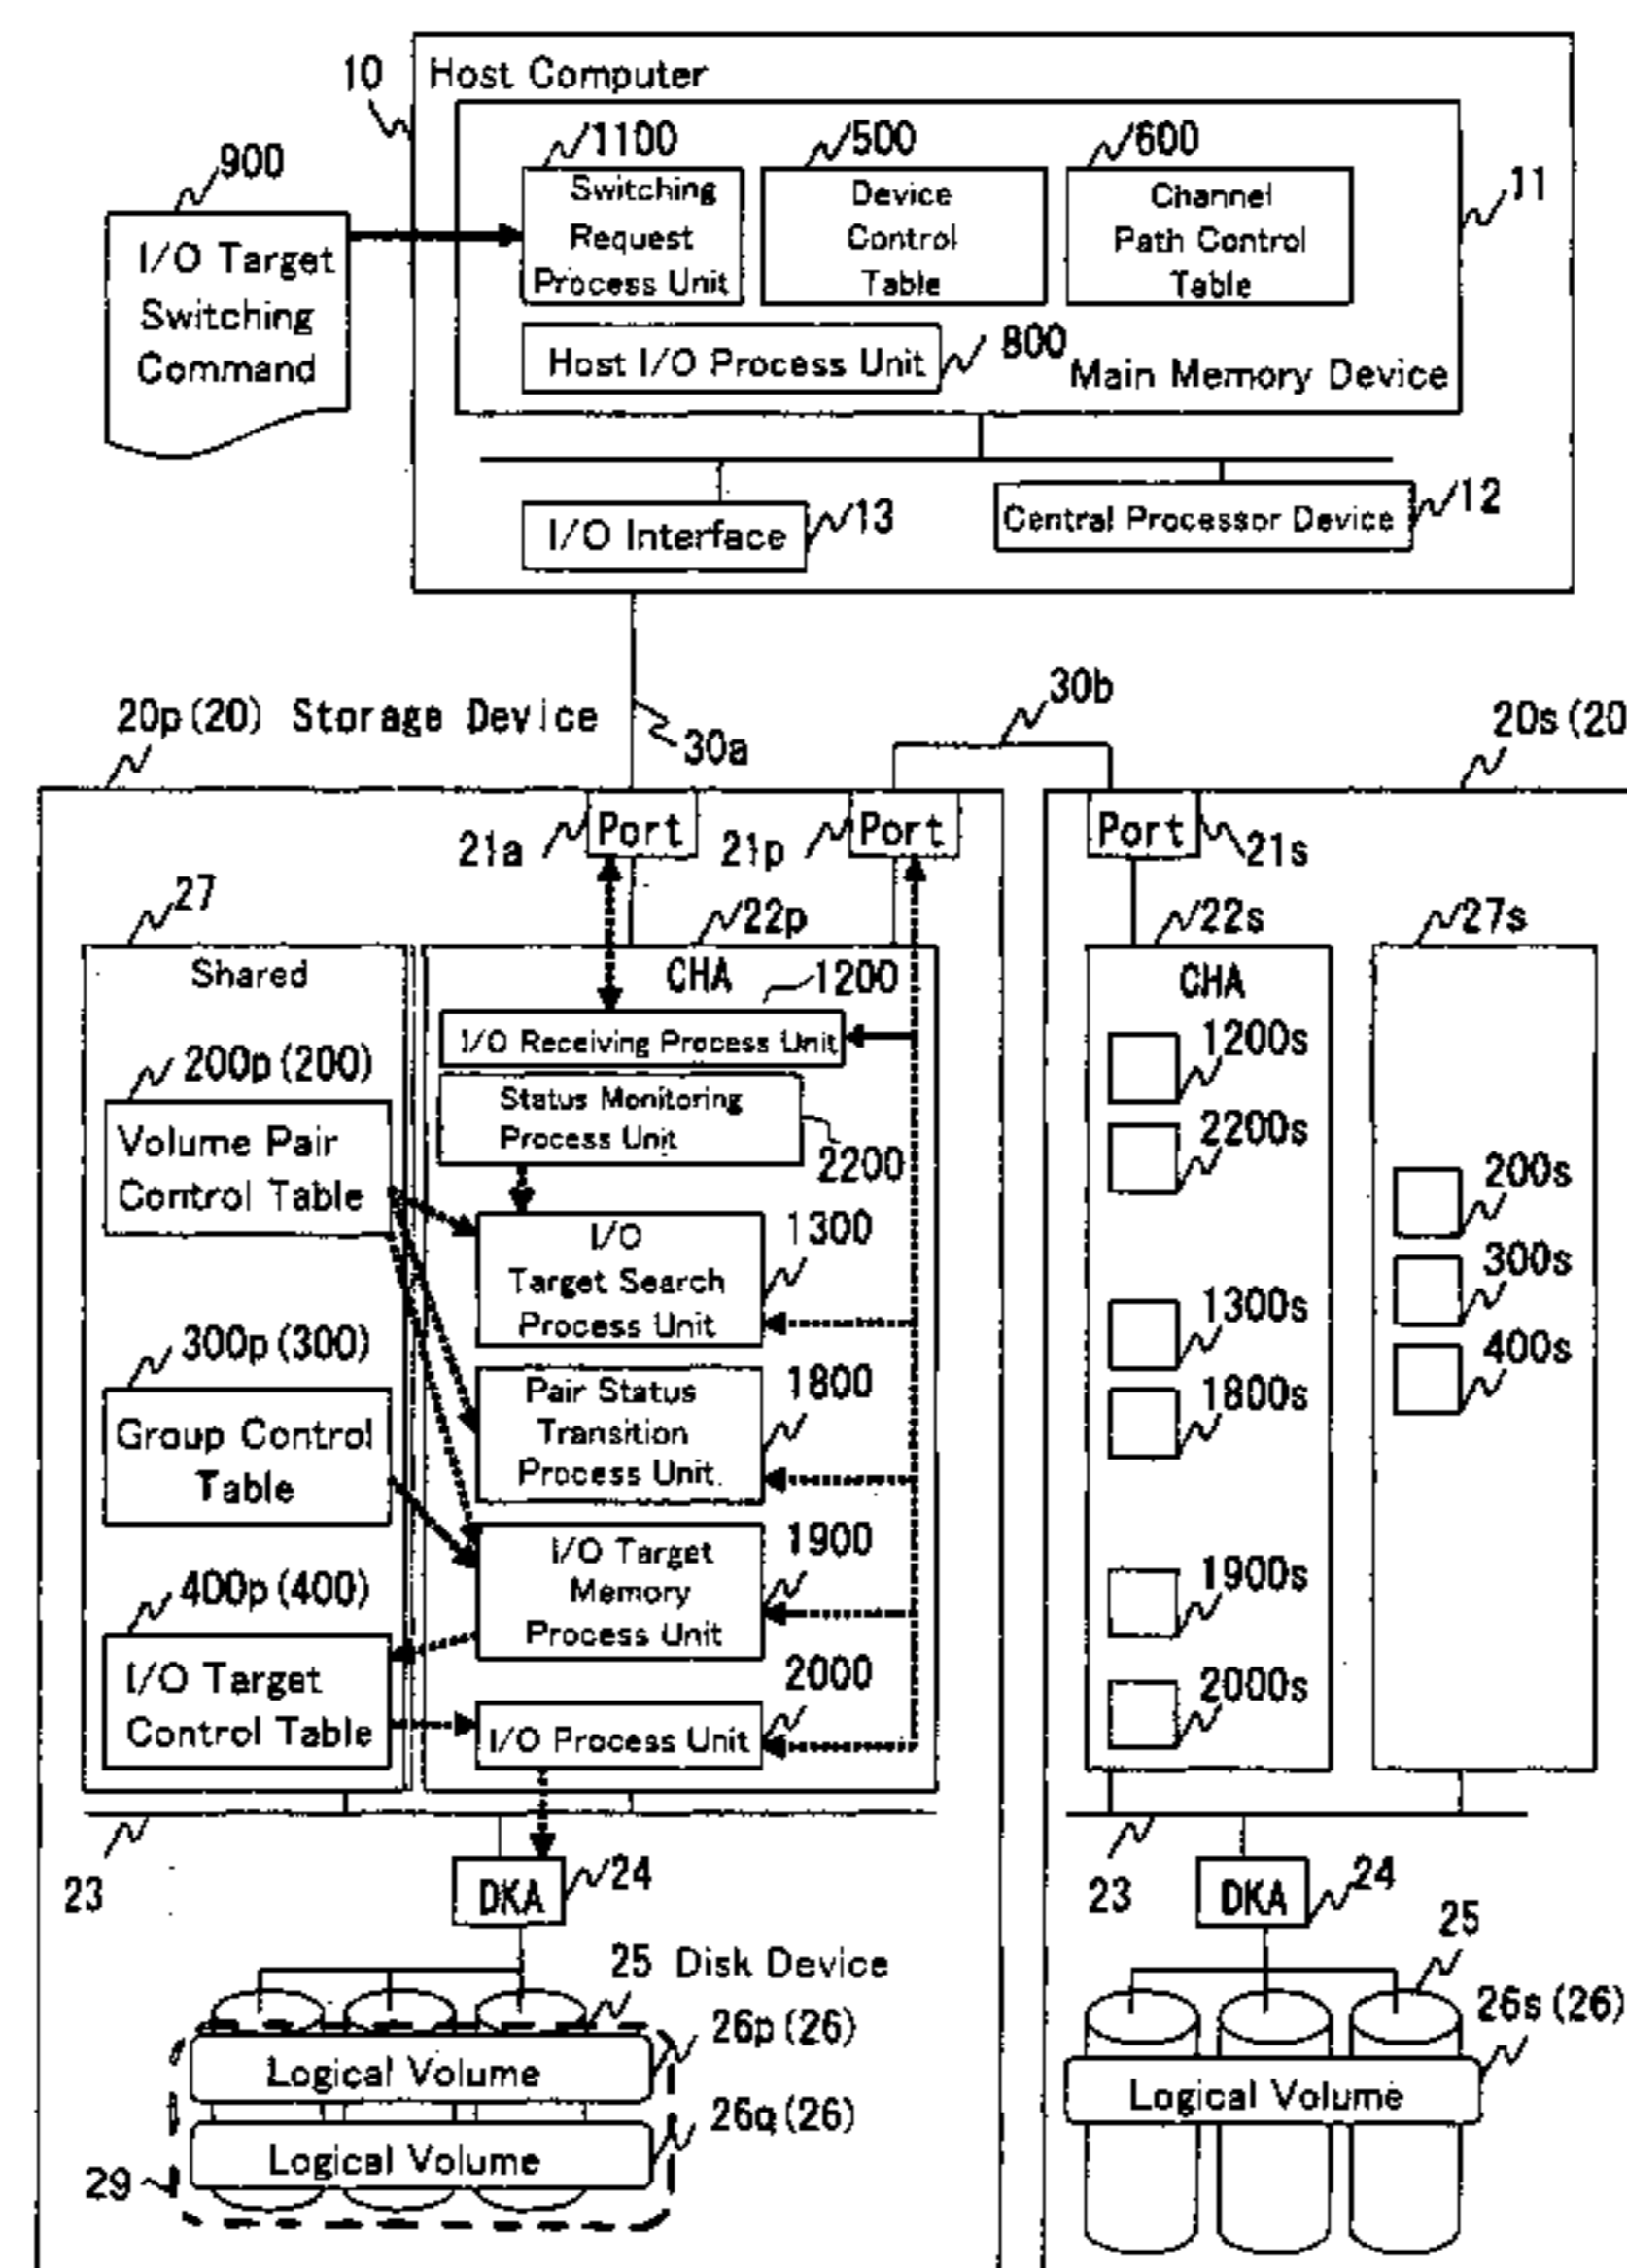 10
Host Computer
1100
500
600
11
900
I/O Target
Switching
Command
Switching
Request
Process Unit
Device
Control
Table
Channel
Path Control
Table
Host I/O Process Unit
800
Main Memory Device
I/O Interface
13
Central Processor Device
12
30a
30b
20p(20) Storage Device
20s(20
21a
Port
21p
Port
Port
21s
27
Shared
22p
CHA
1200
22s
CHA
27s
I/O Receiving Process Unit
Status Monitoring
Process Unit
2200
200p(200)
Volume Pair
Control Table
I/O
Target Search
Process Unit
1300
300p(300)
Group Control
Table
Pair Status
Transition
Process Unit
1800
I/O Target
Memory
Process Unit
1900
400p(400)
I/O Target
Control Table
I/O Process Unit
2000
1200s
2200s
1300s
1800s
1900s
2000s
200s
300s
400s
23
DKA
24
23
DKA
24
25 Disk Device
25
26p(26)
Logical Volume
26q(26)
Logical Volume
29
26s(26)
Logical Volume